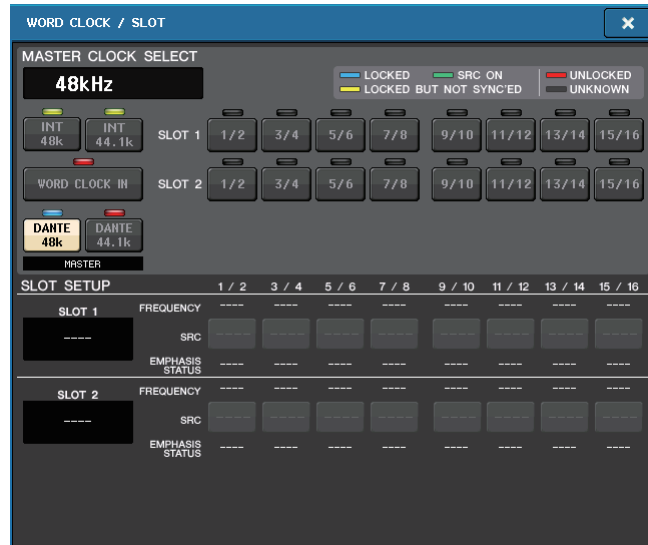 WORD CLOCK / SLOT
MASTER CLOCK SELECT
48kHz
LOCKED SRC ON UNLOCKED
LOCKED BUT NOT SYNC'ED UNKNOWN
INT 48k INT 44.1k SLOT 1 1/2 3/4 5/6 7/8 9/10 11/12 13/14 15/16
WORD CLOCK IN SLOT 2 1/2 3/4 5/6 7/8 9/10 11/12 13/14 15/16
DANTE 48k DANTE 44.1k
MASTER
SLOT SETUP 1 / 2 3 / 4 5 / 6 7 / 8 9 / 10 11 / 12 13 / 14 15 / 16
SLOT 1 FREQUENCY ---- ---- ---- ---- ---- ---- ---- ----
---- SRC ---- ---- ---- ---- ---- ---- ---- ----
EMPHASIS STATUS ---- ---- ---- ---- ---- ---- ---- ----
SLOT 2 FREQUENCY ---- ---- ---- ---- ---- ---- ---- ----
---- SRC ---- ---- ---- ---- ---- ---- ---- ----
EMPHASIS STATUS ---- ---- ---- ---- ---- ---- ---- ----